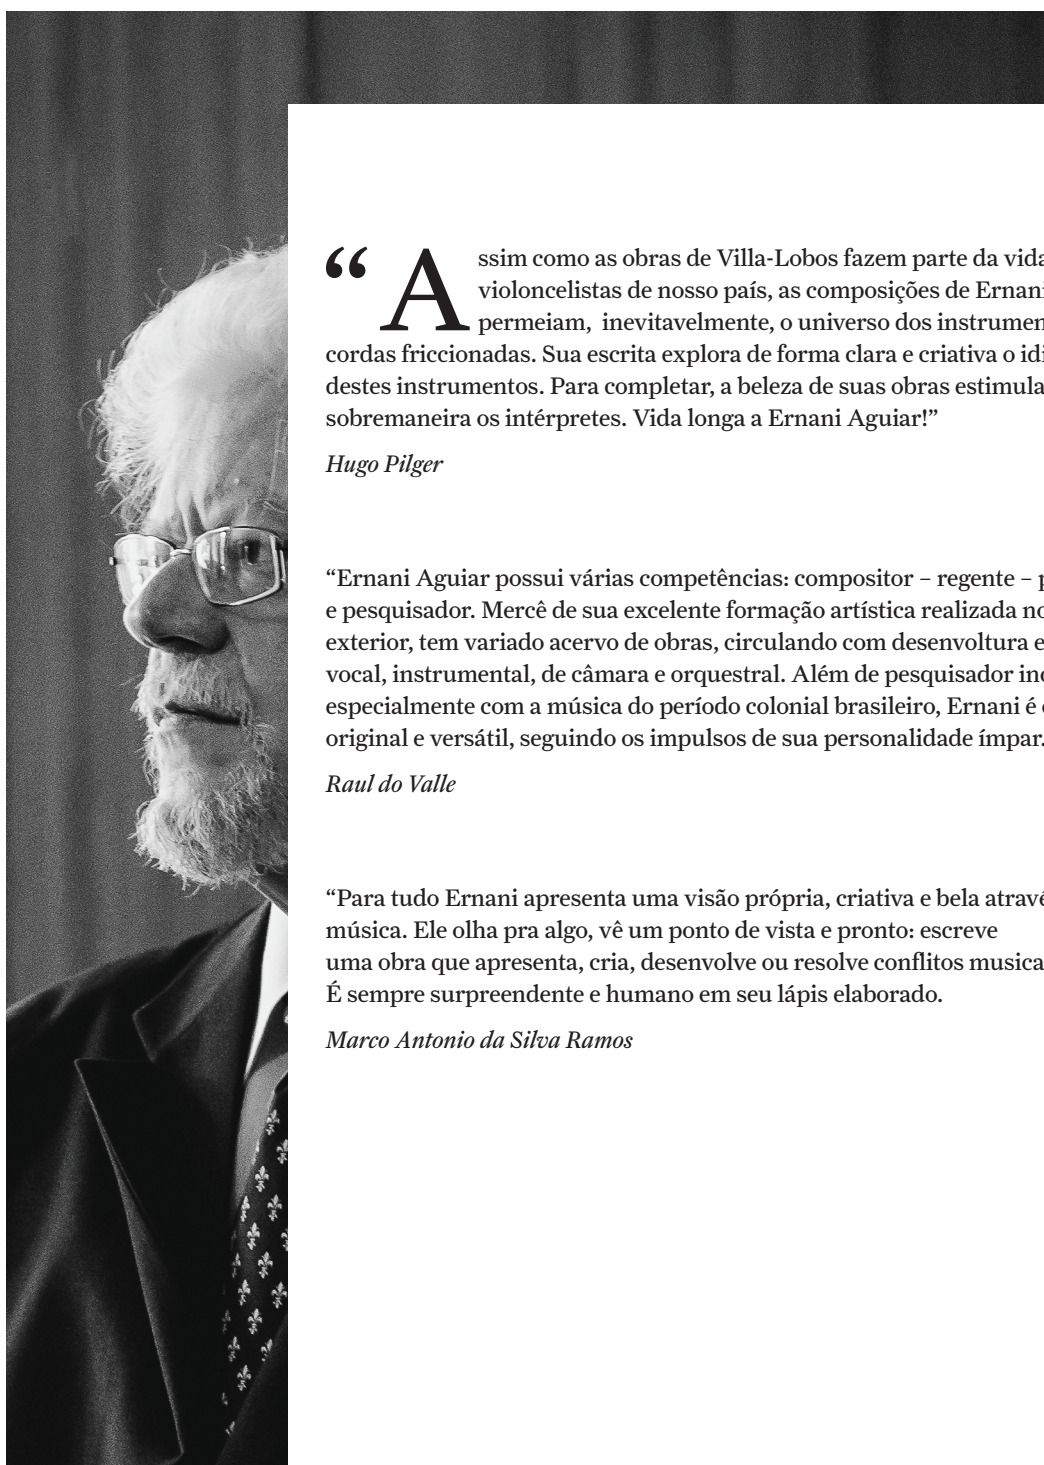 “Assim como as obras de Villa-Lobos fazem parte da vida
violoncelistas de nosso país, as composições de Ernani
permeiam, inevitavelmente, o universo dos instrumen
cordas friccionadas. Sua escrita explora de forma clara e criativa o idi
destes instrumentos. Para completar, a beleza de suas obras estimula
sobremaneira os intérpretes. Vida longa a Ernani Aguiar!”
Hugo Pilger
“Ernani Aguiar possui várias competências: compositor – regente – p
e pesquisador. Mercê de sua excelente formação artística realizada no
exterior, tem variado acervo de obras, circulando com desenvoltura e
vocal, instrumental, de câmara e orquestral. Além de pesquisador inc
especialmente com a música do período colonial brasileiro, Ernani é
original e versátil, seguindo os impulsos de sua personalidade ímpar.
Raul do Valle
“Para tudo Ernani apresenta uma visão própria, criativa e bela atravé
música. Ele olha pra algo, vê um ponto de vista e pronto: escreve
uma obra que apresenta, cria, desenvolve ou resolve conflitos musica
É sempre surpreendente e humano em seu lápis elaborado.
Marco Antonio da Silva Ramos